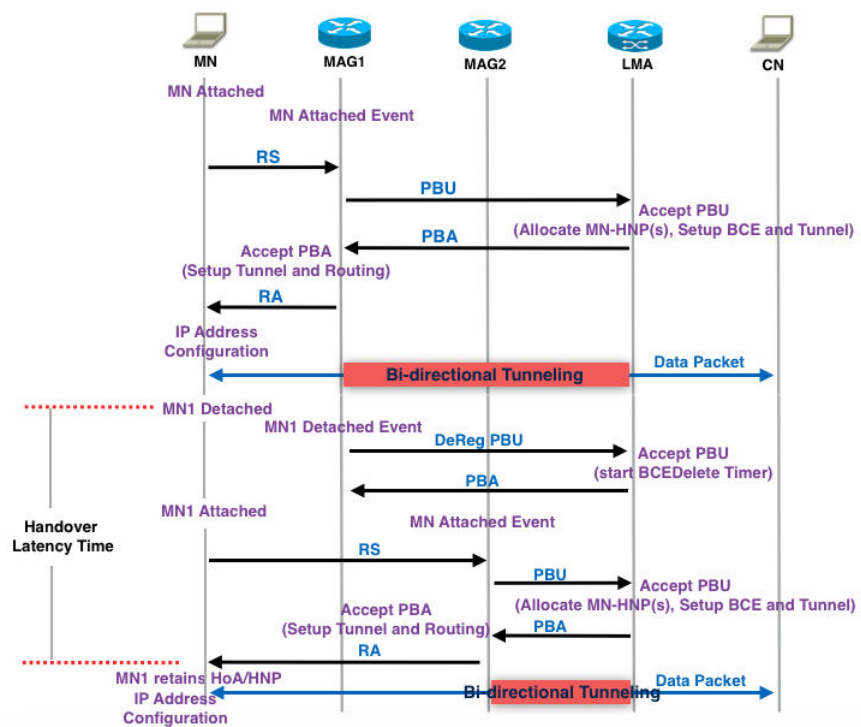 MN
MAG1
MAG2
LMA
CN
MN Attached
MN Attached Event
RS
PBU
Accept PBU
(Allocate MN-HNP(s), Setup BCE and Tunnel)
PBA
Accept PBA
(Setup Tunnel and Routing)
RA
IP Address
Configuration
Bi-directional Tunneling
Data Packet
MN1 Detached
MN1 Detached Event
DeReg PBU
Accept PBU
(start BCEDelete Timer)
PBA
MN1 Attached
MN Attached Event
Handover
Latency Time
RS
PBU
Accept PBU
(Allocate MN-HNP(s), Setup BCE and Tunnel)
Accept PBA
(Setup Tunnel and Routing)
PBA
RA
MN1 retains HoA/HNP
IP Address
Configuration
Bi-directional Tunneling
Data Packet